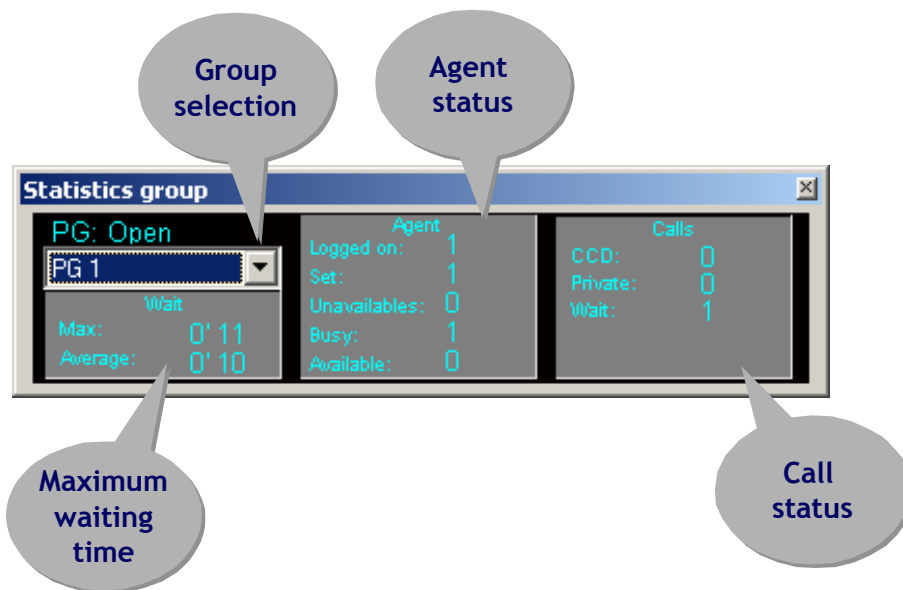 Group
selection
Agent
status
Statistics group
PG: Open
PG 1
Wait
Max: 0' 11
Average: 0' 10
Agent
Logged on: 1
Set: 1
Unavailables: 0
Busy: 1
Available: 0
Calls
CCD: 0
Private: 0
Wait: 1
Maximum
waiting
time
Call
status